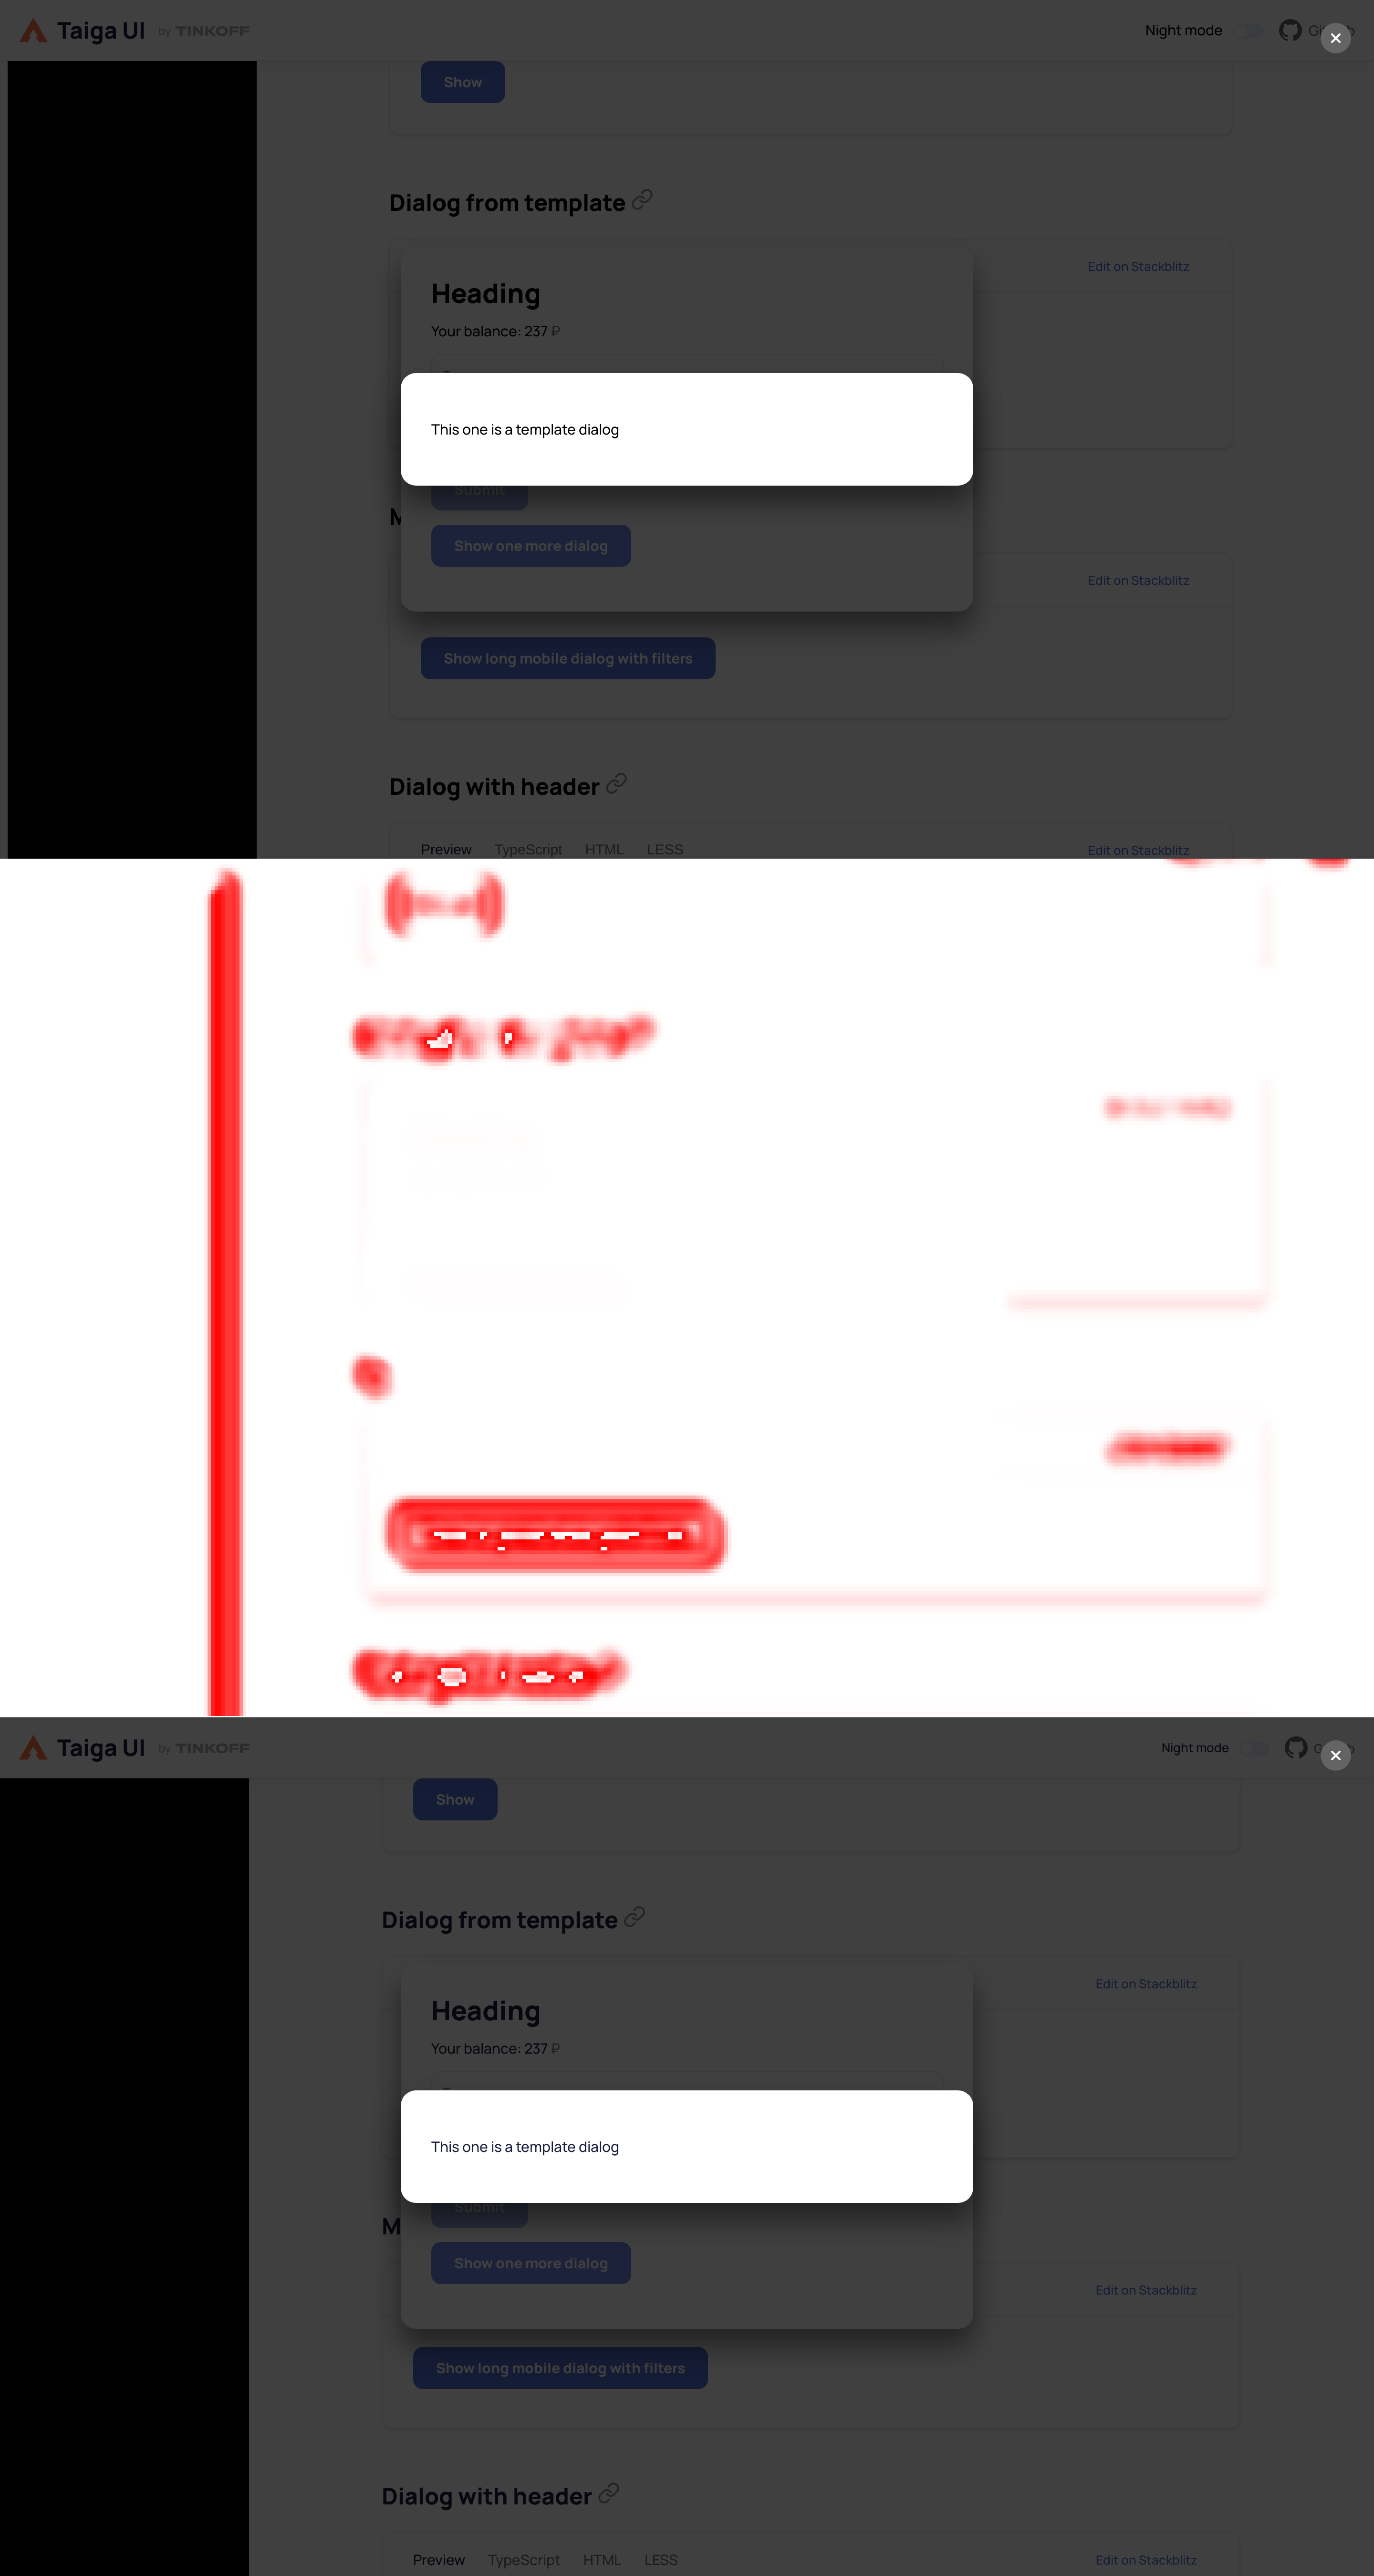 Taiga UI by TINKOFF Night mode
Show
Dialog from template
Edit on Stackblitz
Heading
Your balance: 237 ₽
This one is a template dialog
Submit
M
Show one more dialog
Edit on Stackblitz
Show long mobile dialog with filters
Dialog with header
Preview TypeScript HTML LESS Edit on Stackblitz
Taiga UI by TINKOFF Night mode
Show
Dialog from template
Edit on Stackblitz
Heading
Your balance: 237 ₽
This one is a template dialog
Submit
M
Show one more dialog
Edit on Stackblitz
Show long mobile dialog with filters
Dialog with header
Preview TypeScript HTML LESS Edit on Stackblitz